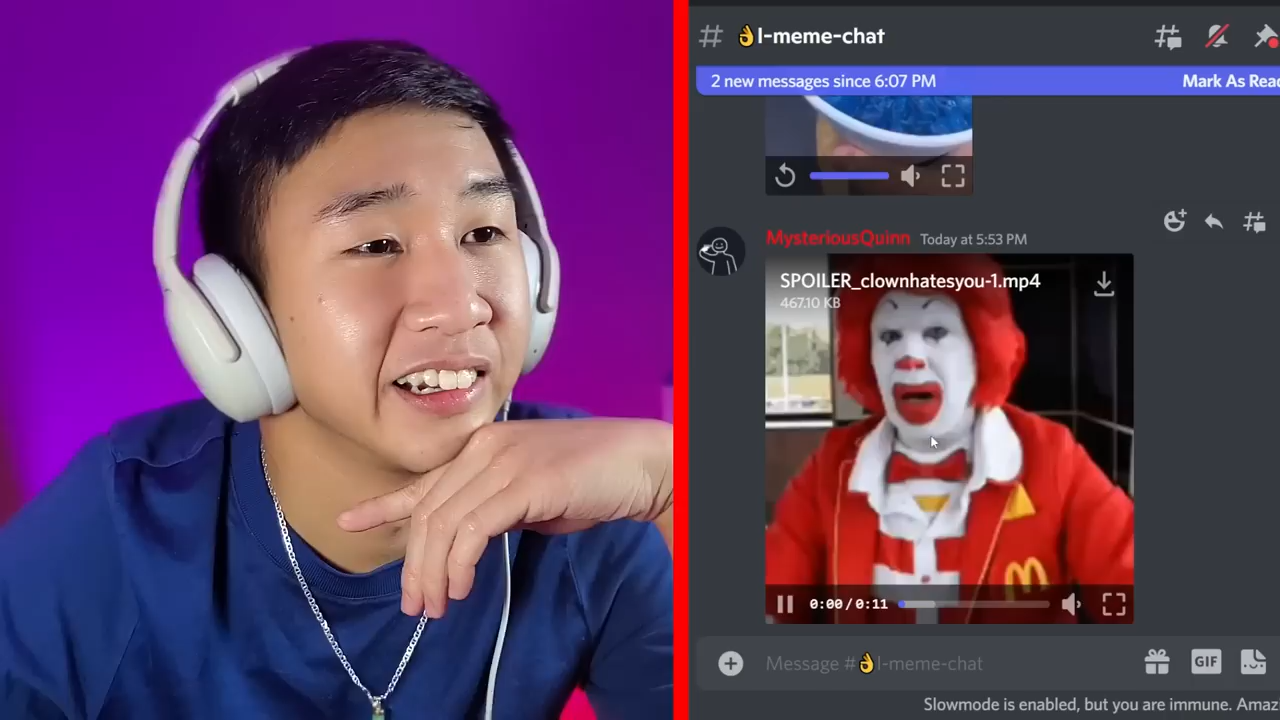 👌l-meme-chat
2 new messages since 6:07 PM
Mark As Read
MysteriousQuinn Today at 5:53 PM
SPOILER_clownhatesyou-1.mp4
467.10 KB
0:00/0:11
Message #👌l-meme-chat
GIF
Slowmode is enabled, but you are immune. Amaz